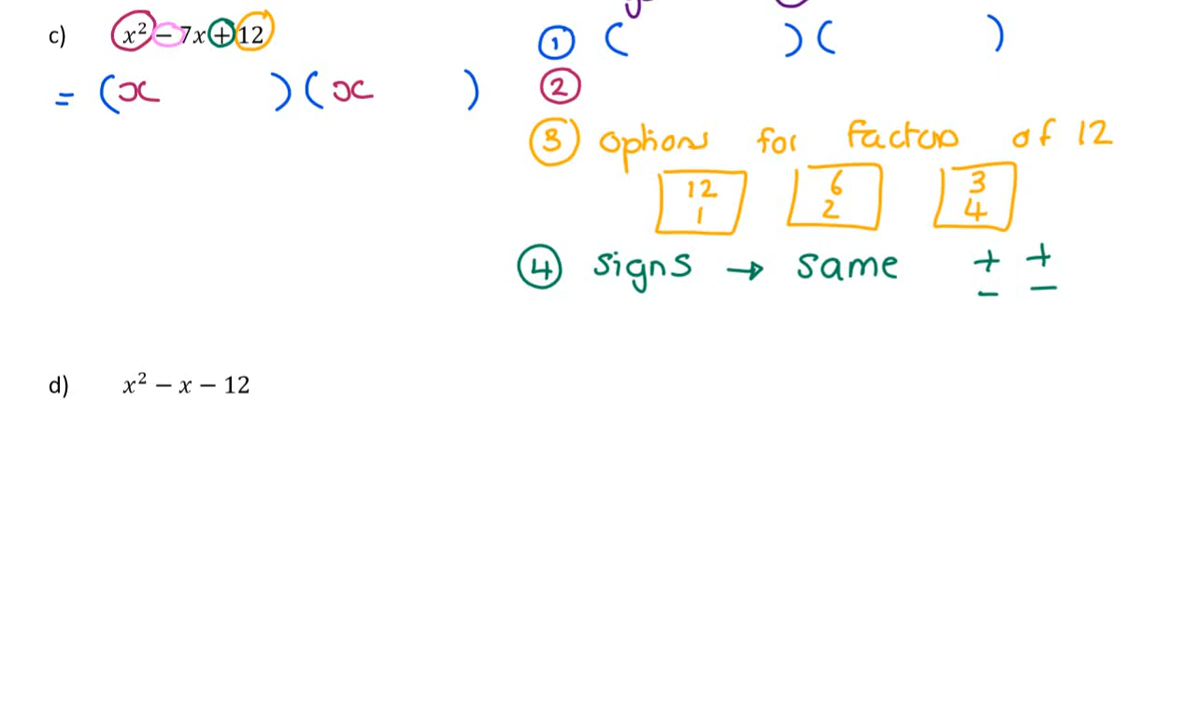 c) x² − 7x + 12
= (x )(x )
① ( )( )
②
③ options for factors of 12
12 6 3
1 2 4
④ signs → same + +
− −
d) x² − x − 12